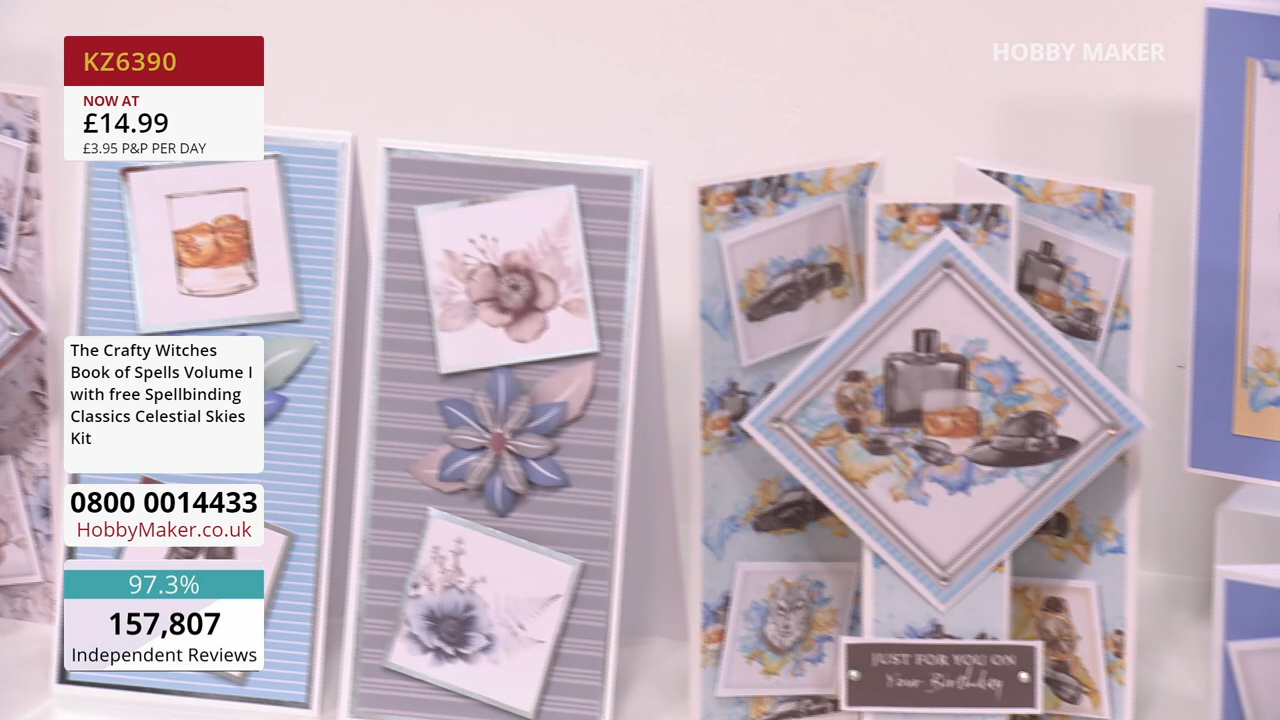 KZ6390
NOW AT
£14.99
£3.95 P&P PER DAY
HOBBY MAKER
The Crafty Witches
Book of Spells Volume I
with free Spellbinding
Classics Celestial Skies
Kit
0800 0014433
HobbyMaker.co.uk
97.3%
157,807
Independent Reviews
JUST FOR YOU ON
Your Birthday